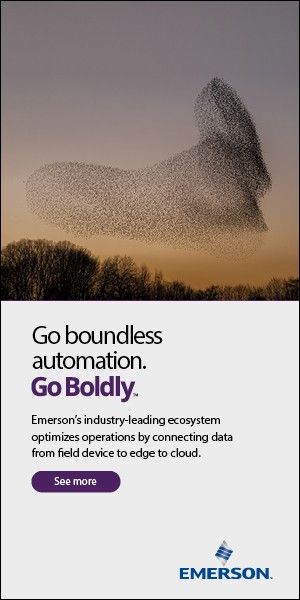 Go boundless
automation.
Go Boldly™
Emerson's industry-leading ecosystem
optimizes operations by connecting data
from field device to edge to cloud.
See more
EMERSON